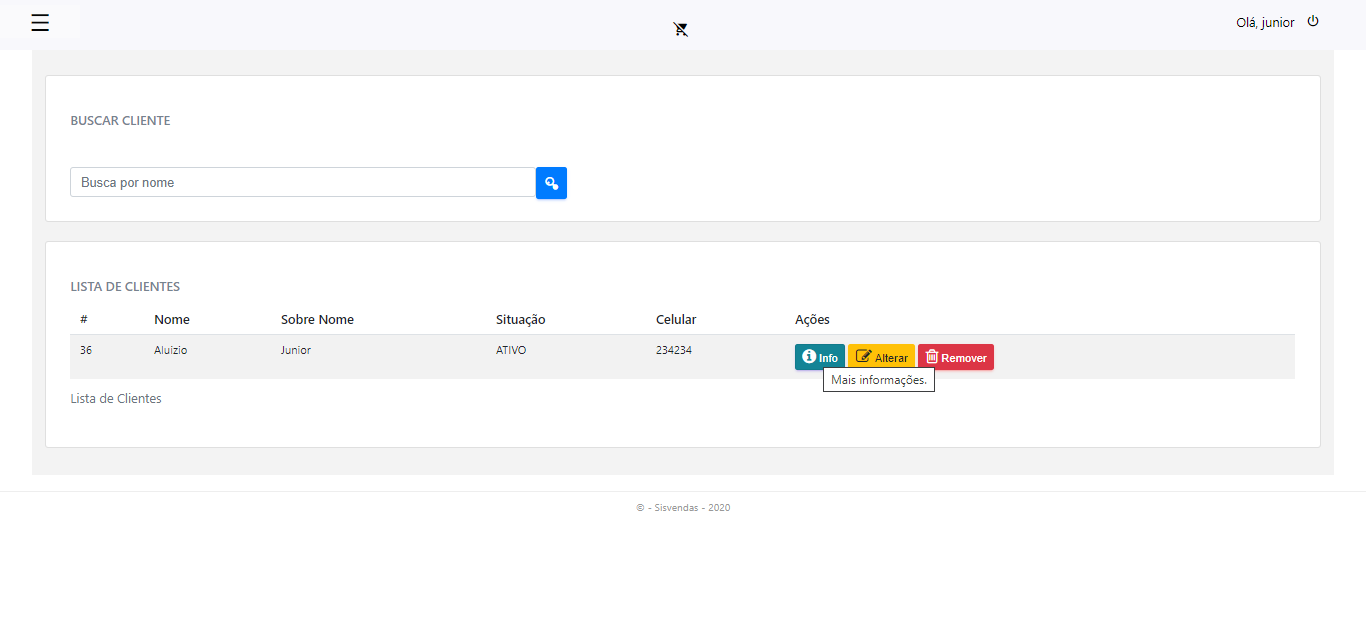 Olá, junior
BUSCAR CLIENTE
Busca por nome
LISTA DE CLIENTES
# Nome Sobre Nome Situação Celular Ações
36 Aluizio Junior ATIVO 234234 Info Alterar Remover
Mais informações.
Lista de Clientes
© - Sisvendas - 2020